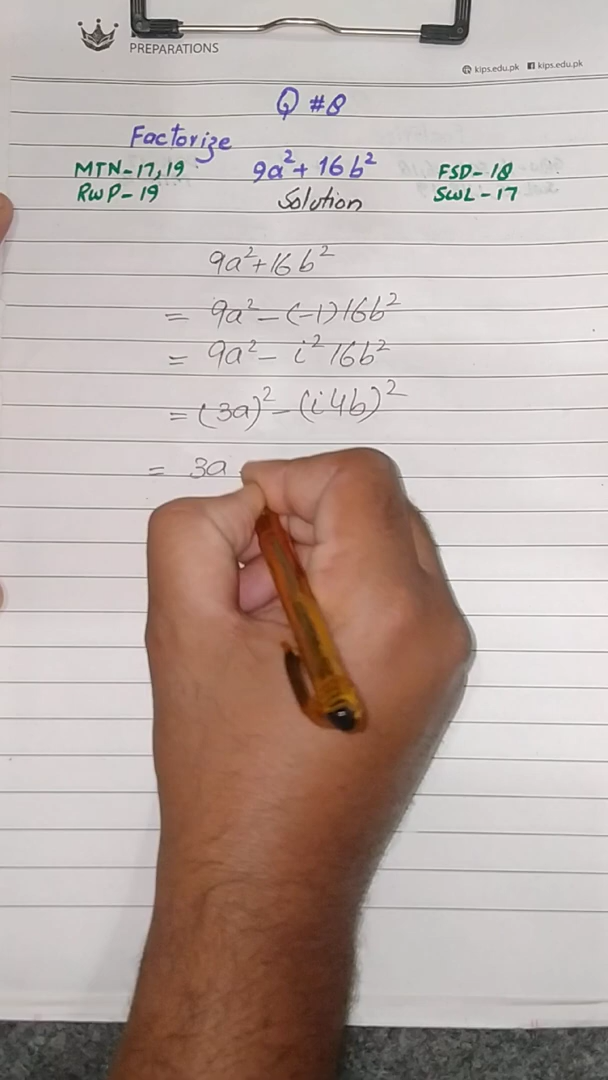 PREPARATIONS
kips.edu.pk kips.edu.pk
Q #8
Factorize
MTN-17,19 9a²+16b² FSD-18
RWP-19 Solution SWL-17
9a²+16b²
= 9a²-(-1)16b²
= 9a²- i²16b²
=(3a)²-(i4b)²
= 3a